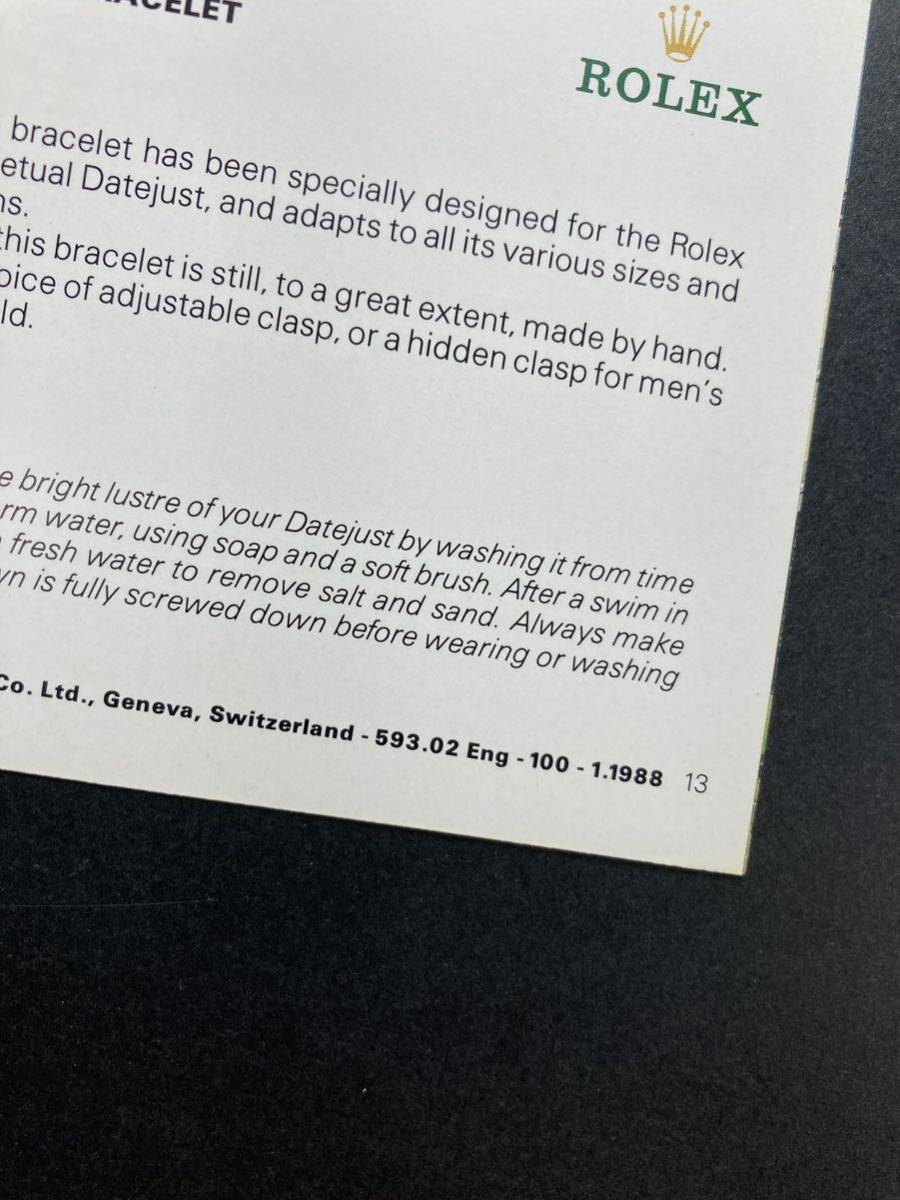 BRACELET
ROLEX
bracelet has been specially designed for the Rolex
etual Datejust, and adapts to all its various sizes and
ns.
this bracelet is still, to a great extent, made by hand.
oice of adjustable clasp, or a hidden clasp for men's
ld.
e bright lustre of your Datejust by washing it from time
rm water, using soap and a soft brush. After a swim in
fresh water to remove salt and sand. Always make
wn is fully screwed down before wearing or washing
Co. Ltd., Geneva, Switzerland - 593.02 Eng - 100 - 1.1988 13